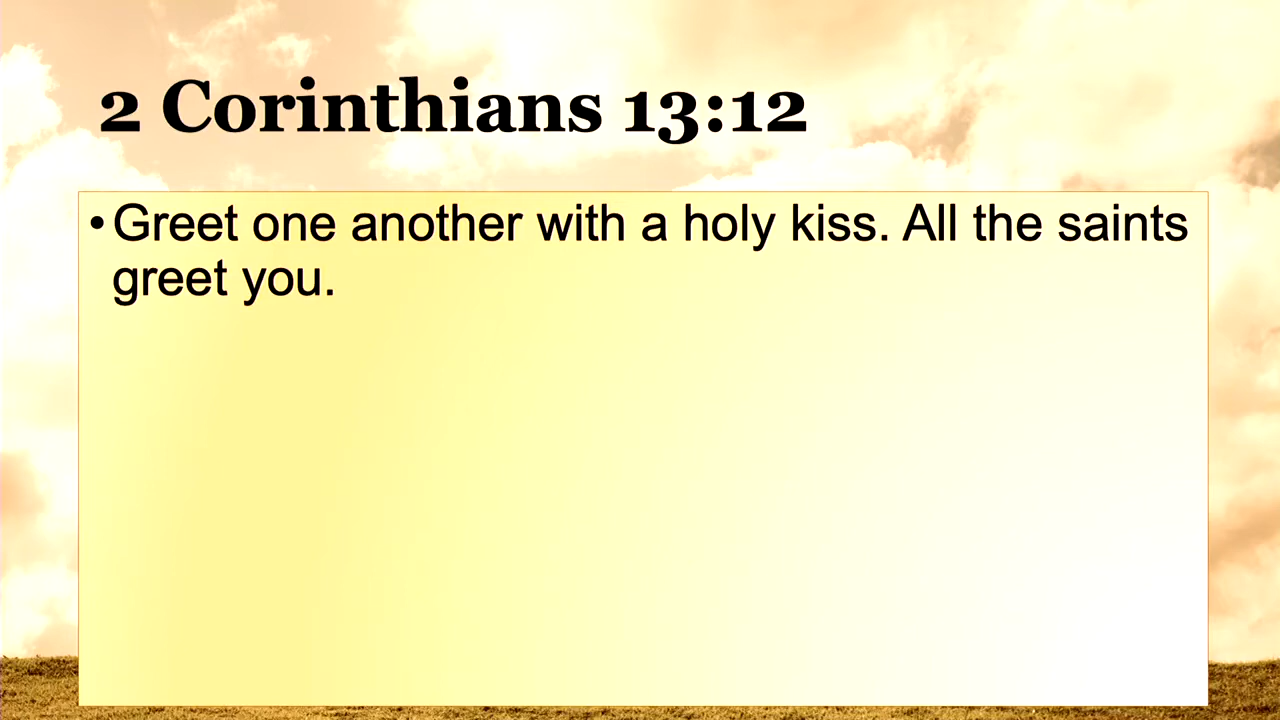 2 Corinthians 13:12
•Greet one another with a holy kiss. All the saints
greet you.